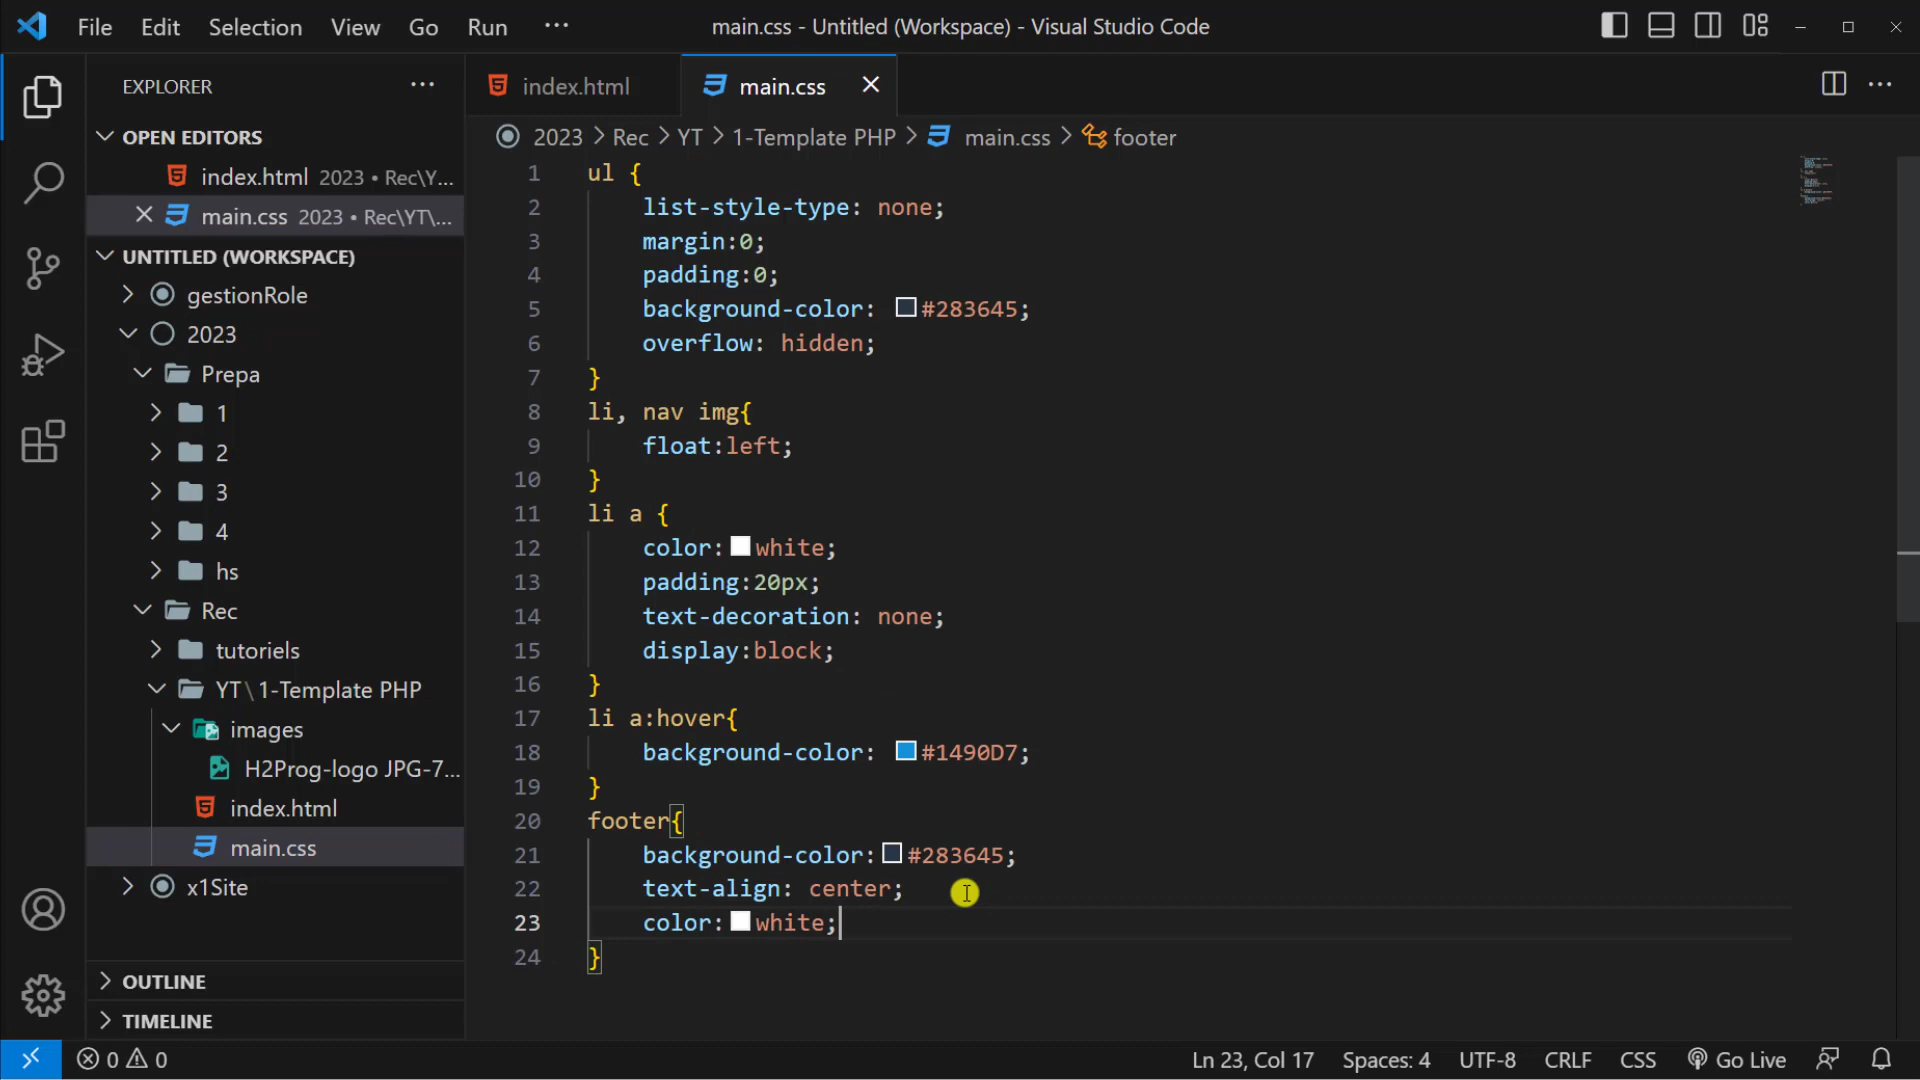 File Edit Selection View Go Run ··· main.css - Untitled (Workspace) - Visual Studio Code
EXPLORER ···
index.html main.css
OPEN EDITORS
index.html 2023 • Rec\Y...
main.css 2023 • Rec\YT\...
UNTITLED (WORKSPACE)
gestionRole
2023
Prepa
1
2
3
4
hs
Rec
tutoriels
YT\1-Template PHP
images
H2Prog-logo JPG-7...
index.html
main.css
x1Site
OUTLINE
TIMELINE
2023 > Rec > YT > 1-Template PHP > main.css > footer
1 ul {
2 list-style-type: none;
3 margin:0;
4 padding:0;
5 background-color: #283645;
6 overflow: hidden;
7 }
8 li, nav img{
9 float:left;
10 }
11 li a {
12 color:white;
13 padding:20px;
14 text-decoration: none;
15 display:block;
16 }
17 li a:hover{
18 background-color: #1490D7;
19 }
20 footer{
21 background-color:#283645;
22 text-align: center;
23 color:white;
24 }
0 0 Ln 23, Col 17 Spaces: 4 UTF-8 CRLF CSS Go Live